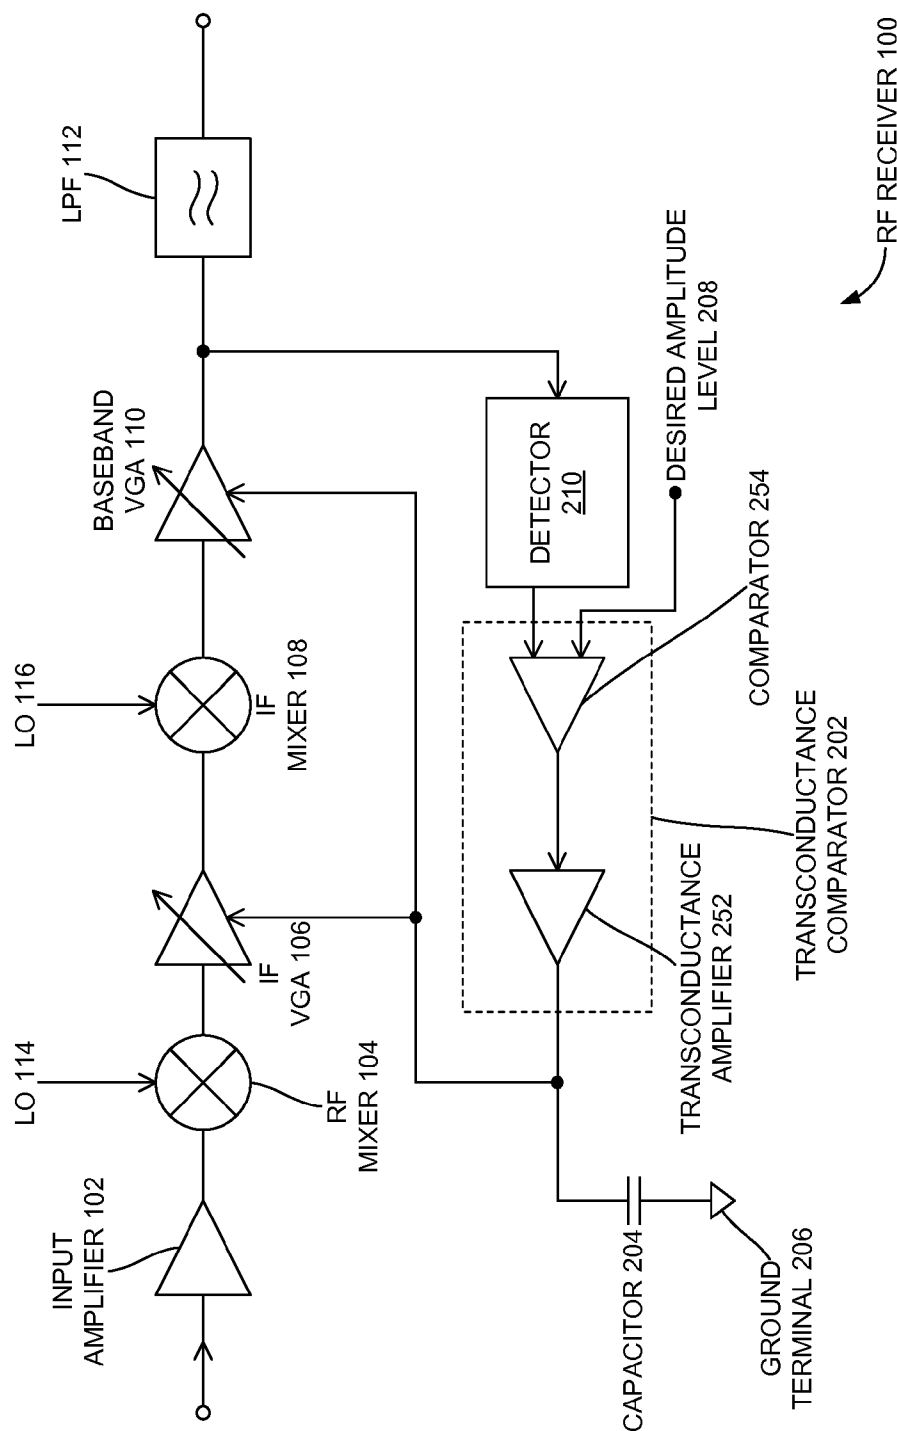 LO 114
LO 116
LPF 112
INPUT
AMPLIFIER 102
RF
MIXER 104
IF
VGA 106
IF
MIXER 108
BASEBAND
VGA 110
DETECTOR
210
DESIRED AMPLITUDE
LEVEL 208
COMPARATOR 254
TRANSCONDUCTANCE
AMPLIFIER 252
TRANSCONDUCTANCE
COMPARATOR 202
CAPACITOR 204
GROUND
TERMINAL 206
RF RECEIVER 100